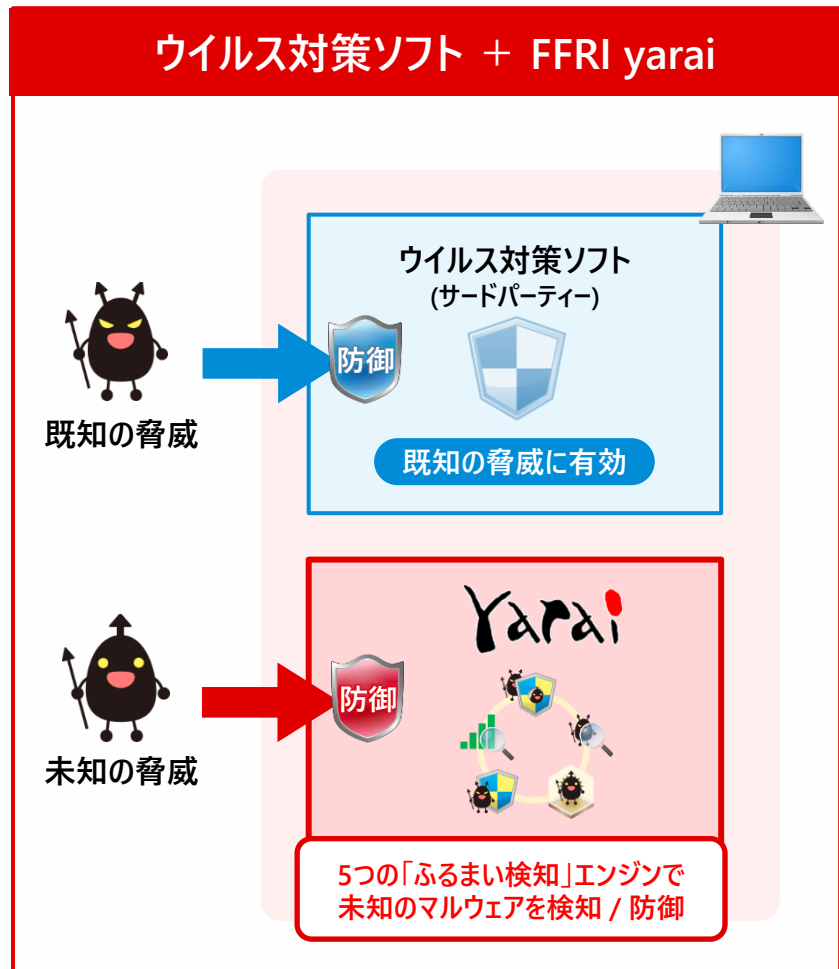 ウイルス対策ソフト ＋ FFRI yarai
ウイルス対策ソフト
(サードパーティー)
防御
既知の脅威
既知の脅威に有効
yarai
防御
未知の脅威
5つの「ふるまい検知」エンジンで
未知のマルウェアを検知 / 防御